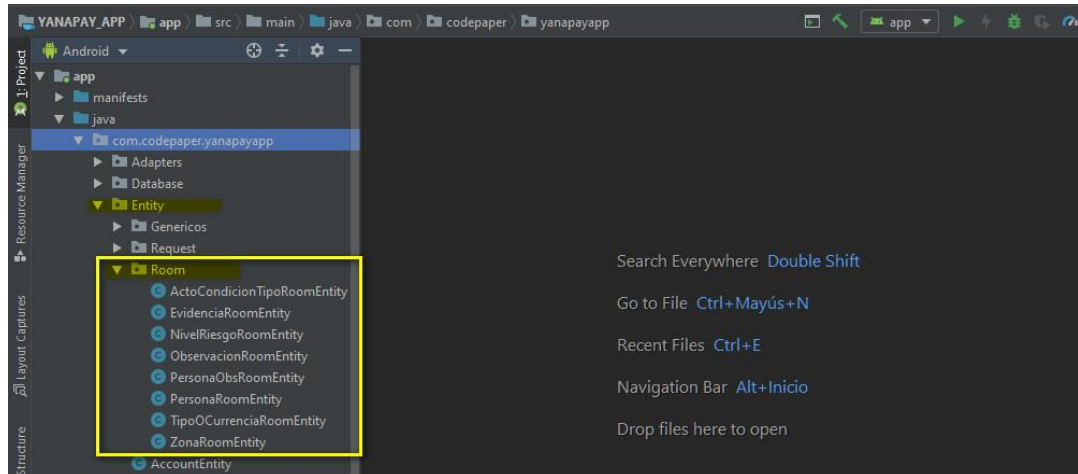 YANAPAY_APP app src main java com codepaper yanapayapp app
Android
1: Project
app
manifests
java
com.codepaper.yanapayapp
Adapters
Database
Entity
Genericos
Request
Room
ActoCondicionTipoRoomEntity
EvidenciaRoomEntity
NivelRiesgoRoomEntity
ObservacionRoomEntity
PersonaObsRoomEntity
PersonaRoomEntity
TipoOCurrenciaRoomEntity
ZonaRoomEntity
AccountEntity
Resource Manager
Layout Captures
Structure
Search Everywhere Double Shift
Go to File Ctrl+Mayús+N
Recent Files Ctrl+E
Navigation Bar Alt+Inicio
Drop files here to open